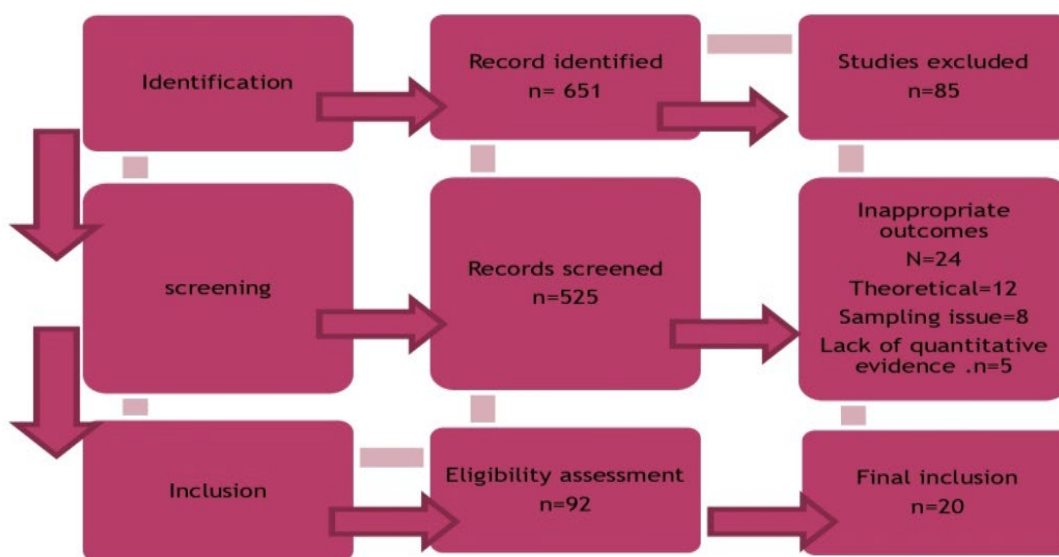 Identification
Record identified
n= 651
Studies excluded
n=85
screening
Records screened
n=525
Inappropriate
outcomes
N=24
Theoretical=12
Sampling issue=8
Lack of quantitative
evidence .n=5
Inclusion
Eligibility assessment
n=92
Final inclusion
n=20